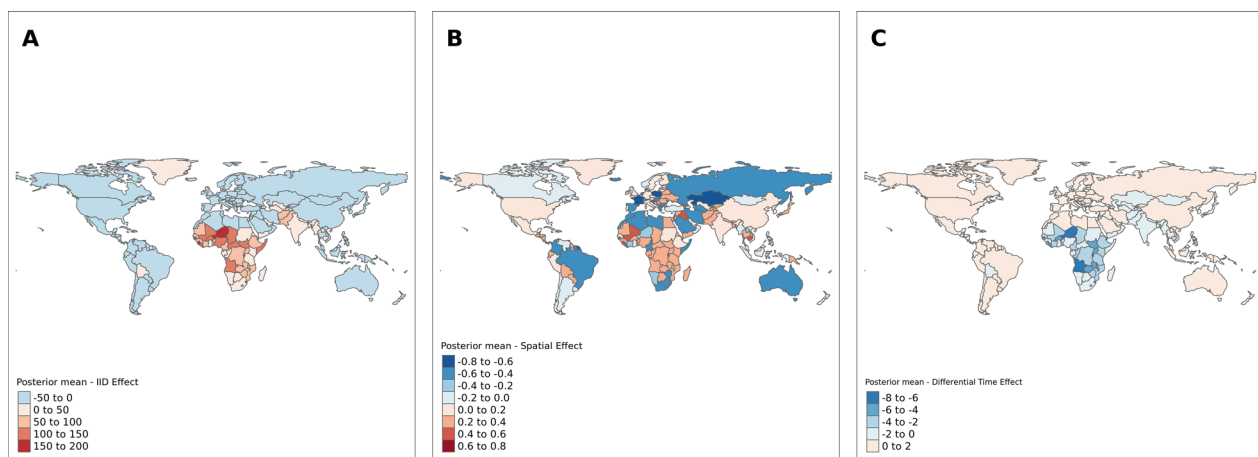 A
Posterior mean - IID Effect
-50 to 0
0 to 50
50 to 100
100 to 150
150 to 200
B
Posterior mean - Spatial Effect
-0.8 to -0.6
-0.6 to -0.4
-0.4 to -0.2
-0.2 to 0.0
0.0 to 0.2
0.2 to 0.4
0.4 to 0.6
0.6 to 0.8
C
Posterior mean - Differential Time Effect
-8 to -6
-6 to -4
-4 to -2
-2 to 0
0 to 2